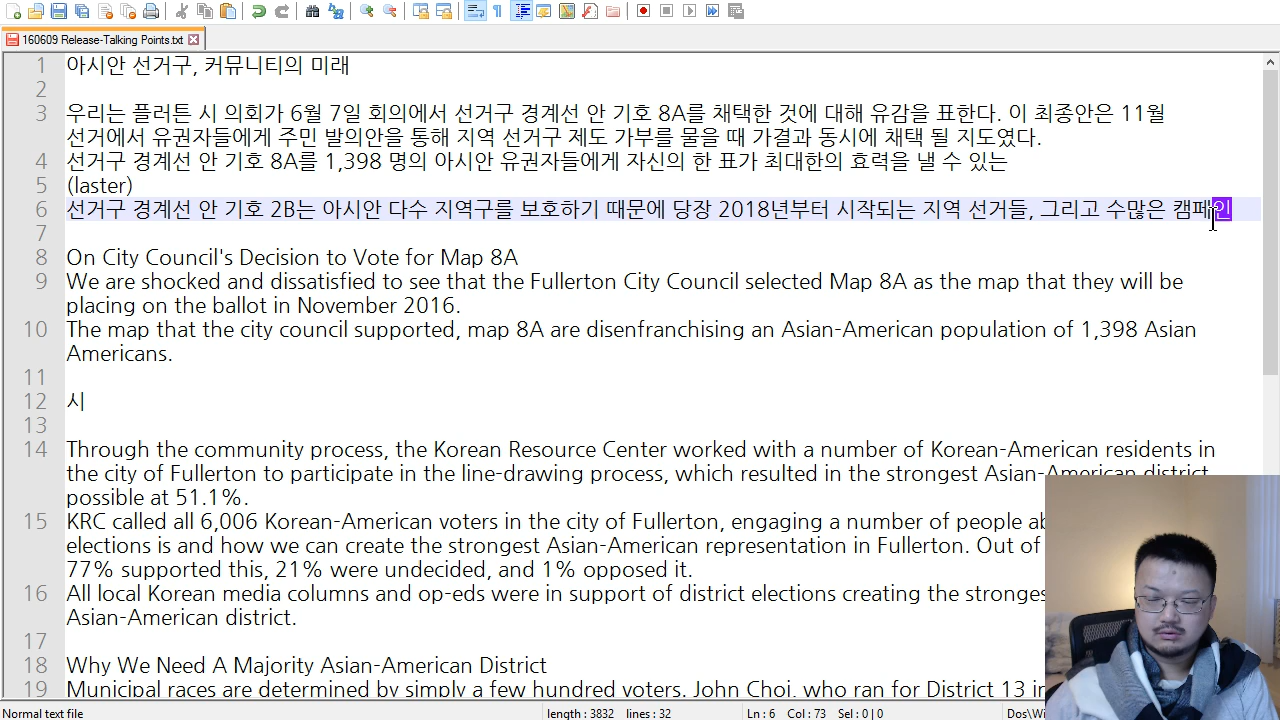 160609 Release-Talking Points.txt
1 아시안 선거구, 커뮤니티의 미래
2
3 우리는 플러튼 시 의회가 6월 7일 회의에서 선거구 경계선 안 기호 8A를 채택한 것에 대해 유감을 표한다. 이 최종안은 11월
선거에서 유권자들에게 주민 발의안을 통해 지역 선거구 제도 가부를 물을 때 가결과 동시에 채택 될 지도였다.
4 선거구 경계선 안 기호 8A를 1,398 명의 아시안 유권자들에게 자신의 한 표가 최대한의 효력을 낼 수 있는
5 (laster)
6 선거구 경계선 안 기호 2B는 아시안 다수 지역구를 보호하기 때문에 당장 2018년부터 시작되는 지역 선거들, 그리고 수많은 캠페인
7
8 On City Council's Decision to Vote for Map 8A
9 We are shocked and dissatisfied to see that the Fullerton City Council selected Map 8A as the map that they will be
placing on the ballot in November 2016.
10 The map that the city council supported, map 8A are disenfranchising an Asian-American population of 1,398 Asian
Americans.
11
12 시
13
14 Through the community process, the Korean Resource Center worked with a number of Korean-American residents in
the city of Fullerton to participate in the line-drawing process, which resulted in the strongest Asian-American district
possible at 51.1%.
15 KRC called all 6,006 Korean-American voters in the city of Fullerton, engaging a number of people
elections is and how we can create the strongest Asian-American representation in Fullerton. Out of
77% supported this, 21% were undecided, and 1% opposed it.
16 All local Korean media columns and op-eds were in support of district elections creating the
Asian-American district.
17
18 Why We Need A Majority Asian-American District
19 Municipal races are determined by simply a few hundred voters. John Choi, who ran for District 13 in
Normal text file length : 3832 lines : 32 Ln : 6 Col : 73 Sel : 0 | 0